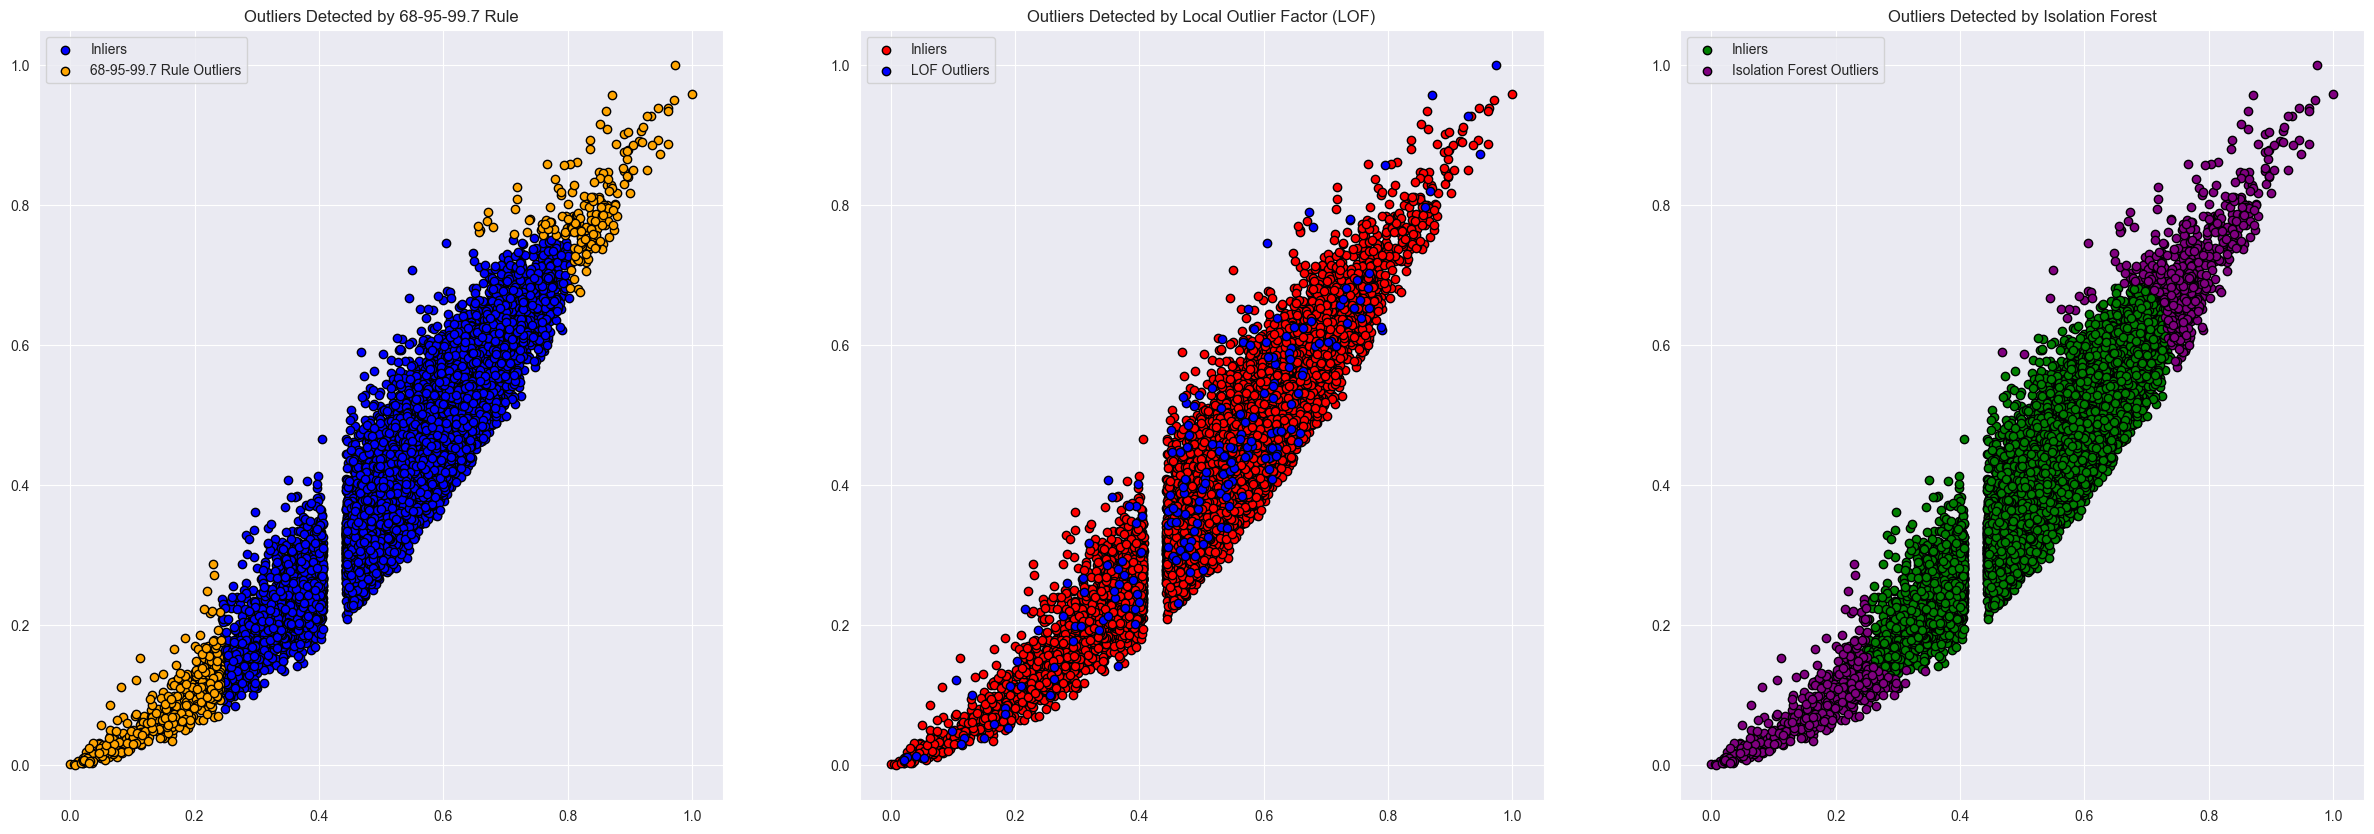 Outliers Detected by 68-95-99.7 Rule
Inliers
68-95-99.7 Rule Outliers
1.0
0.8
0.6
0.4
0.2
0.0
0.0 0.2 0.4 0.6 0.8 1.0
Outliers Detected by Local Outlier Factor (LOF)
Inliers
LOF Outliers
1.0
0.8
0.6
0.4
0.2
0.0
0.0 0.2 0.4 0.6 0.8 1.0
Outliers Detected by Isolation Forest
Inliers
Isolation Forest Outliers
1.0
0.8
0.6
0.4
0.2
0.0
0.0 0.2 0.4 0.6 0.8 1.0